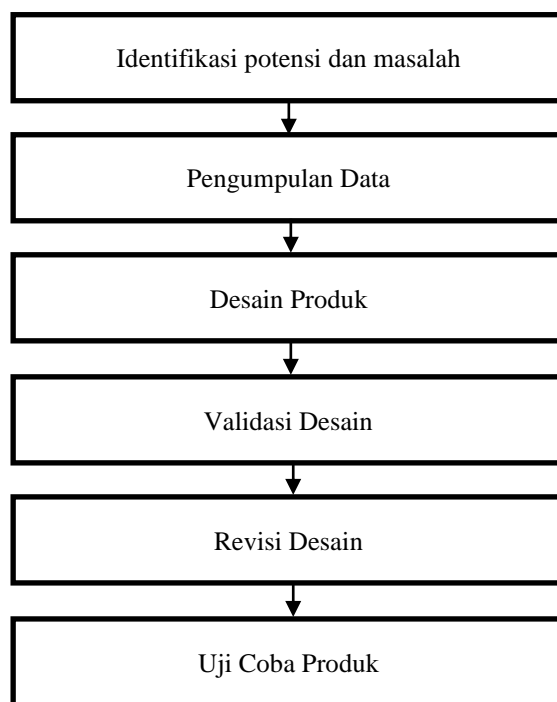 Identifikasi potensi dan masalah
Pengumpulan Data
Desain Produk
Validasi Desain
Revisi Desain
Uji Coba Produk